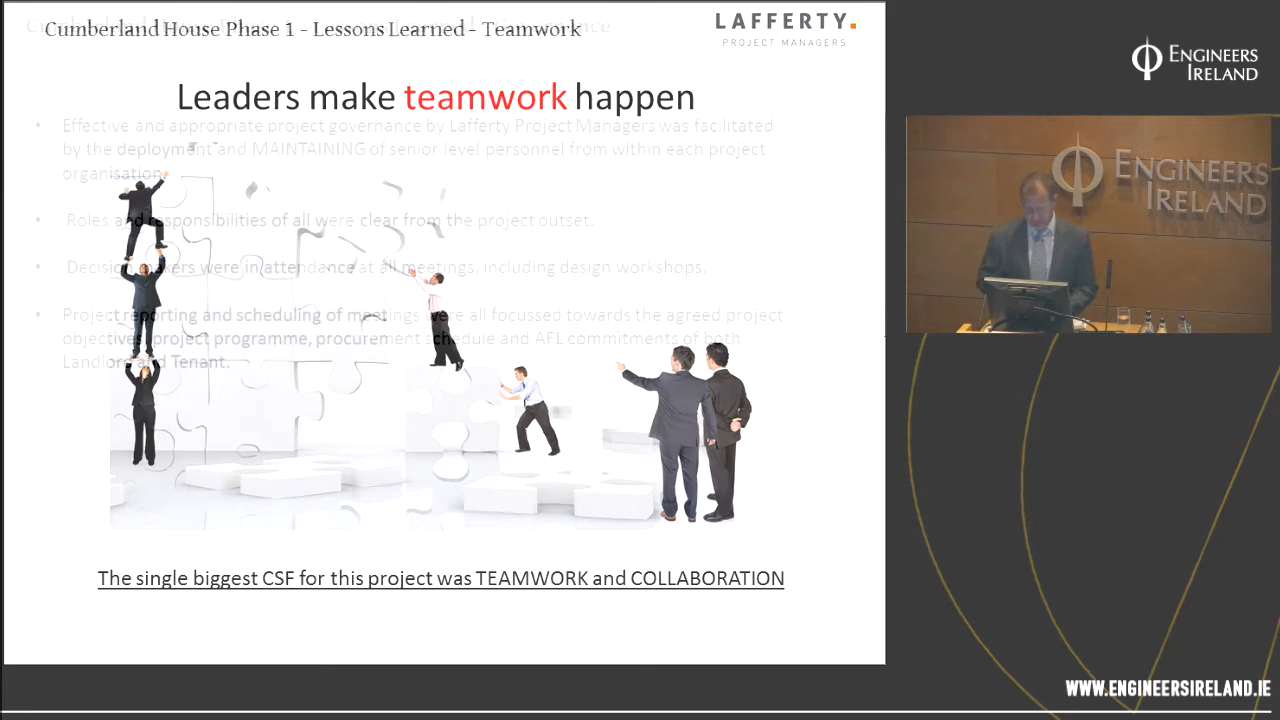 Cumberland House Phase 1 - Lessons Learned - Teamwork
LAFFERTY.
PROJECT MANAGERS
Leaders make teamwork happen
• Effective and appropriate project governance by Lafferty Project Managers was facilitated
by the deployment and MAINTAINING of senior level personnel from within each project
organisation.
• Roles and responsibilities of all were clear from the project outset.
• Decision makers were in attendance at all meetings, including design workshops.
• Project reporting and scheduling of meetings were all focussed towards the agreed project
objectives, project programme, procurement schedule and AFL commitments of both
Landlord and Tenant.
The single biggest CSF for this project was TEAMWORK and COLLABORATION
ENGINEERS
IRELAND
ENGINEERS
IRELAND
WWW.ENGINEERSIRELAND.IE